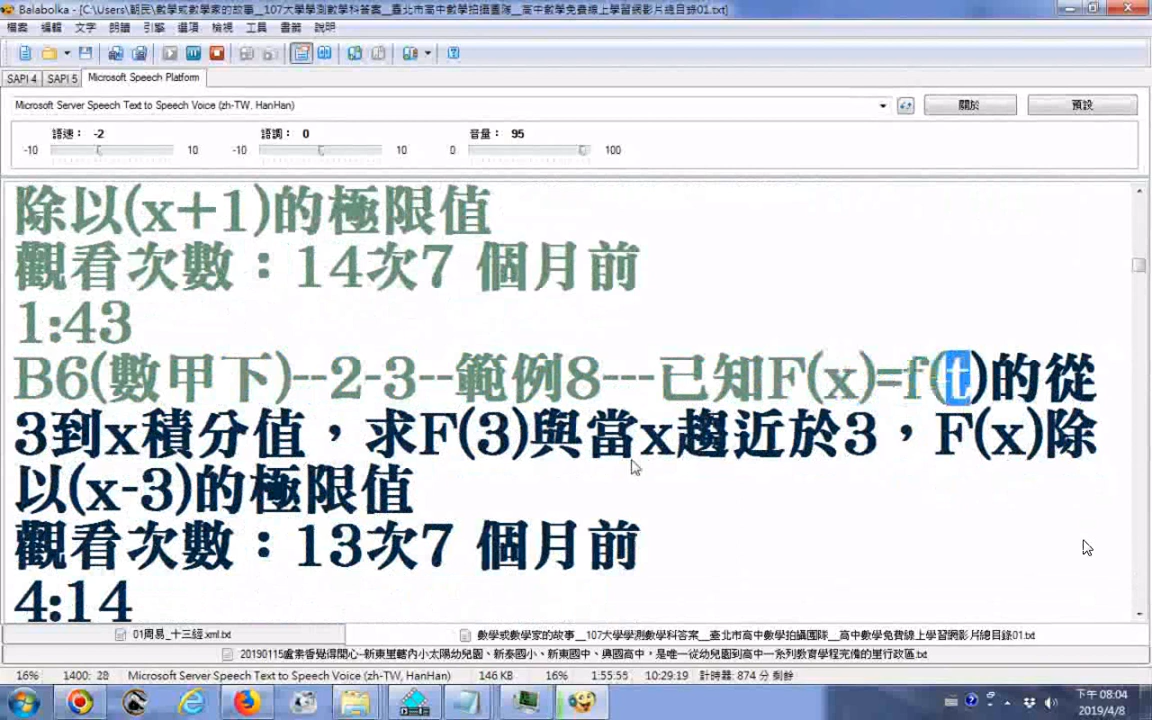 Balabolka - [C:\Users\朝民\數學或數學家的故事__107大學學測數學科答案__臺北市高中數學拍攝團隊__高中數學免費線上學習網影片總目錄01.txt]
檔案 編輯 文字 朗讀 引擎 選項 檢視 工具 書籤 說明
SAPI 4 SAPI 5 Microsoft Speech Platform
Microsoft Server Speech Text to Speech Voice (zh-TW, HanHan) 關於 預設
語速： -2 語調： 0 音量： 95
-10 10 -10 10 0 100
除以(x+1)的極限值
觀看次數：14次7 個月前
1:43
B6(數甲下)--2-3--範例8---已知F(x)=f(t)的從
3到x積分值，求F(3)與當x趨近於3，F(x)除
以(x-3)的極限值
觀看次數：13次7 個月前
4:14
01周易_十三經.xml.txt 數學或數學家的故事__107大學學測數學科答案__臺北市高中數學拍攝團隊__高中數學免費線上學習網影片總目錄01.txt
20190115盧素香覺得開心-新東里轄內小太陽幼兒園、新泰國小、新東國中、興國高中，是唯一從幼兒園到高中一系列教育學程完備的里行政區.txt
16% 1400: 28 Microsoft Server Speech Text to Speech Voice (zh-TW, HanHan) 146 KB 16% 1:55:55 10:29:19 計時器: 874 分 剩餘
下午 08:04
2019/4/8